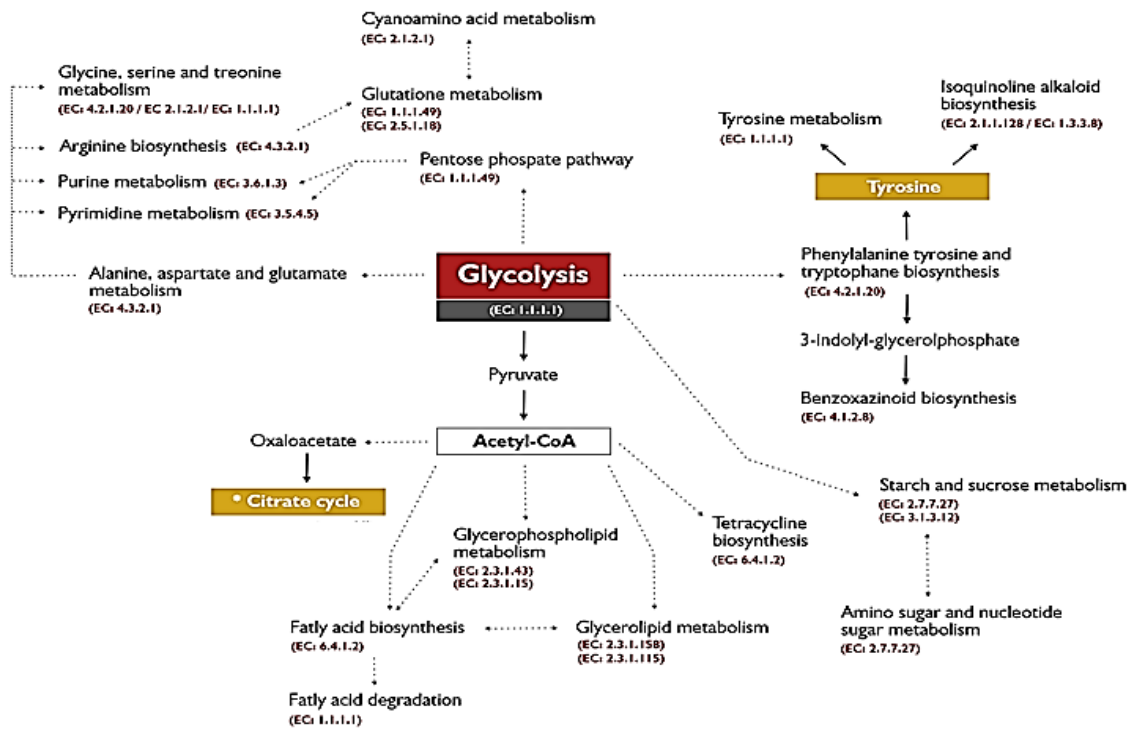 Cyanoamino acid metabolism
(EC: 2.1.2.1)
Glycine, serine and treonine
metabolism
(EC: 4.2.1.20 / EC 2.1.2.1/ EC: 1.1.1.1)
Glutatione metabolism
(EC: 1.1.1.49)
(EC: 2.5.1.18)
Isoquinoline alkaloid
biosynthesis
(EC: 2.1.1.128 / EC: 1.3.3.8)
Tyrosine metabolism
(EC: 1.1.1.1)
Arginine biosynthesis (EC: 4.3.2.1)
Pentose phospate pathway
(EC: 1.1.1.49)
Purine metabolism (EC: 3.6.1.3)
Tyrosine
Pyrimidine metabolism (EC: 3.5.4.5)
Alanine, aspartate and glutamate
metabolism
(EC: 4.3.2.1)
Glycolysis
(EC: 1.1.1.1)
Phenylalanine tyrosine and
tryptophane biosynthesis
(EC: 4.2.1.20)
3-indolyl-glycerolphosphate
Pyruvate
Benzoxazinoid biosynthesis
(EC: 4.1.2.8)
Oxaloacetate
Acetyl-CoA
* Citrate cycle
Starch and sucrose metabolism
(EC: 2.7.7.27)
(EC: 3.1.3.12)
Glycerophospholipid
metabolism
(EC: 2.3.1.43)
(EC: 2.3.1.15)
Tetracycline
biosynthesis
(EC: 6.4.1.2)
Fatly acid biosynthesis
(EC: 6.4.1.2)
Glycerolipid metabolism
(EC: 2.3.1.158)
(EC: 2.3.1.115)
Amino sugar and nucleotide
sugar metabolism
(EC: 2.7.7.27)
Fatly acid degradation
(EC: 1.1.1.1)